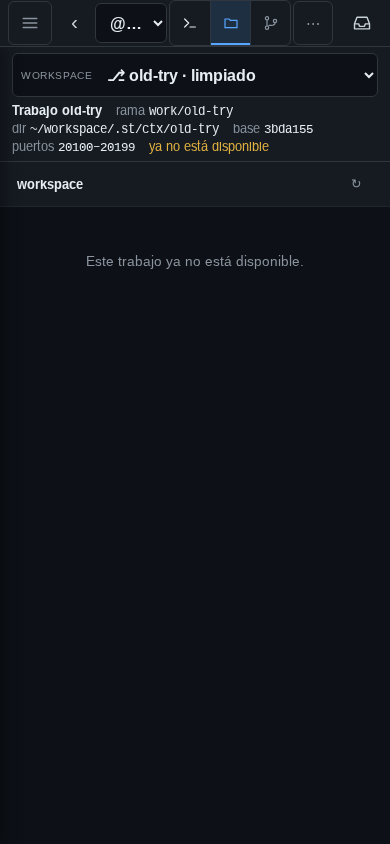 @...
WORKSPACE ⎇ old-try · limpiado
Trabajo old-try rama work/old-try
dir ~/workspace/.st/ctx/old-try base 3bda155
puertos 20100-20199 ya no está disponible
workspace
Este trabajo ya no está disponible.